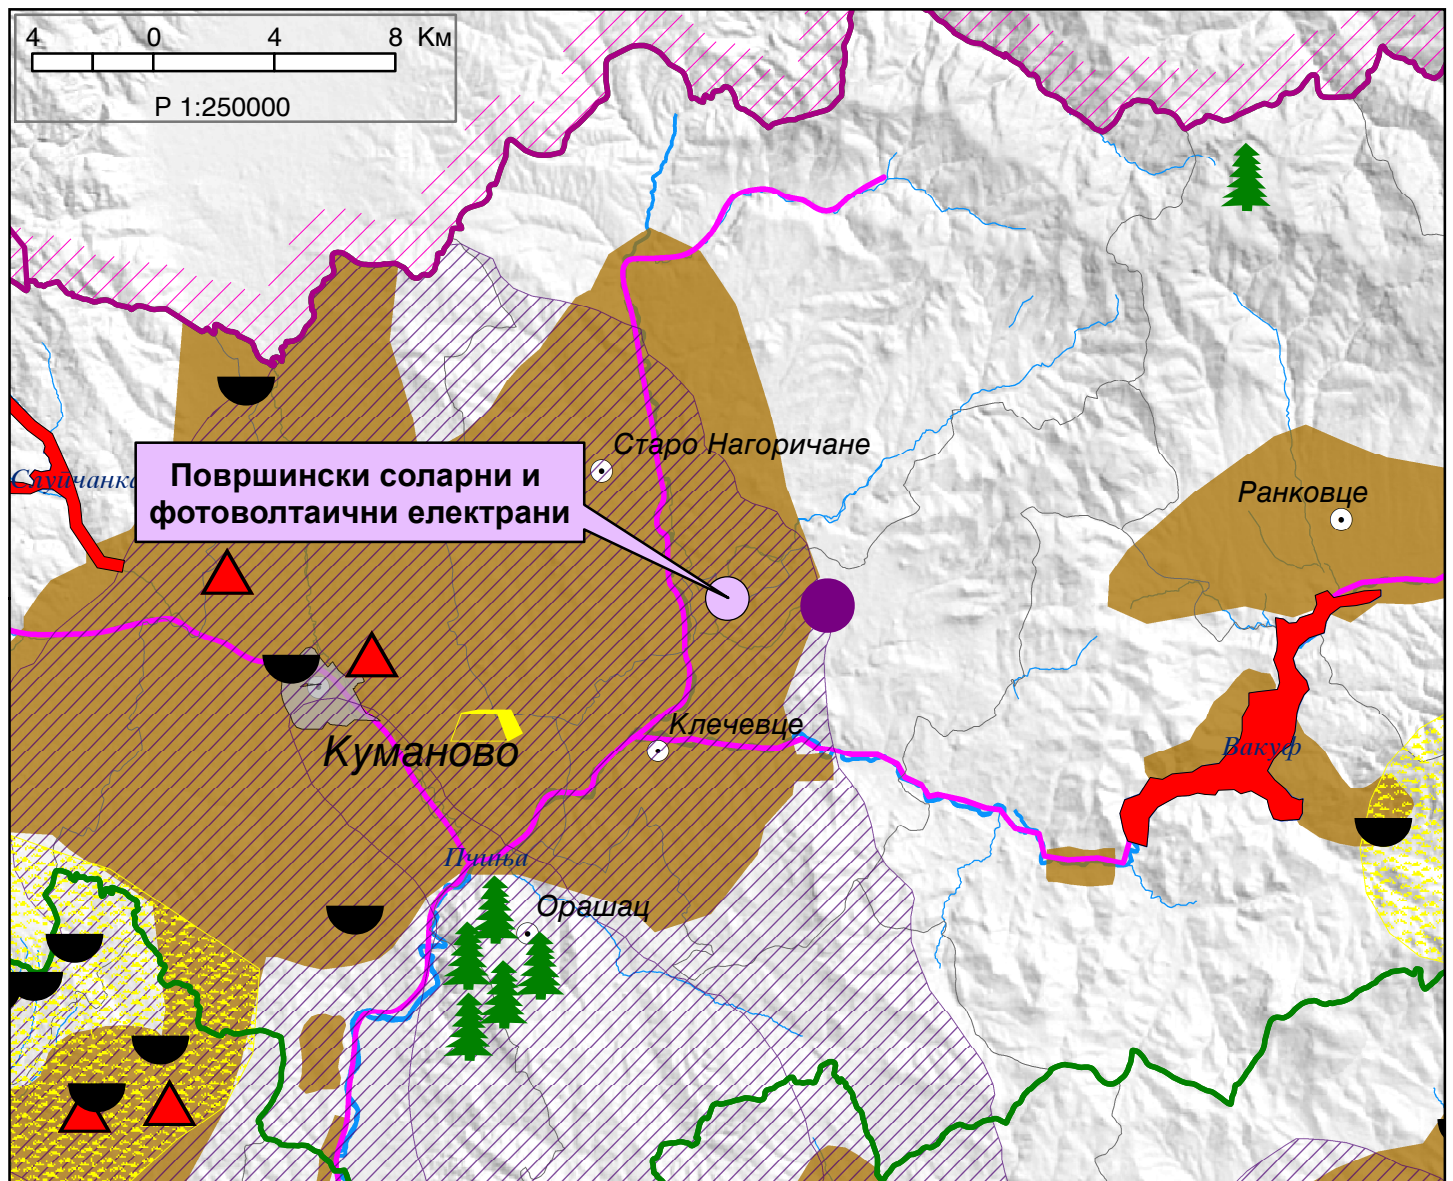 4 0 4 8 Км
Р 1:250000
Старо Нагоричане
Површински соларни и
фотоволтаични електрани
Слуйчанка
Ранковце
Клечевце
Куманово
Вакуф
Пчиња
Орашац